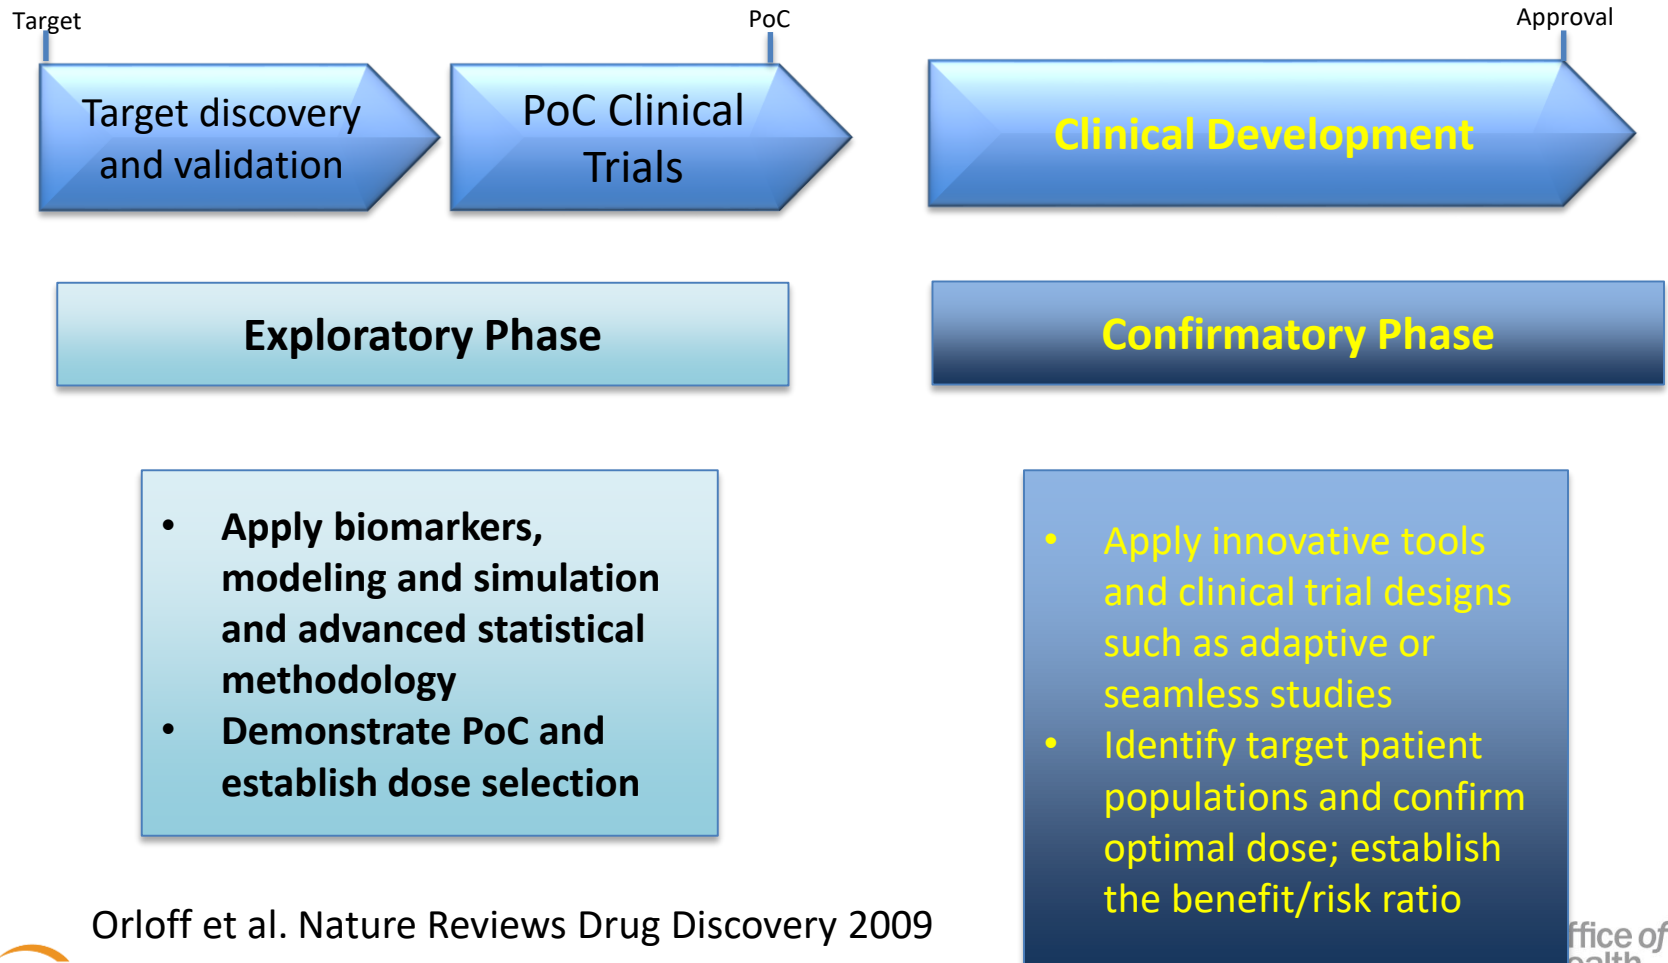 Target
PoC
Approval
Target discovery
and validation
PoC Clinical
Trials
Clinical Development
Exploratory Phase
Confirmatory Phase
• Apply biomarkers,
modeling and simulation
and advanced statistical
methodology
• Demonstrate PoC and
establish dose selection
• Apply innovative tools
and clinical trial designs
such as adaptive or
seamless studies
• Identify target patient
populations and confirm
optimal dose; establish
the benefit/risk ratio
Orloff et al. Nature Reviews Drug Discovery 2009
ffice of